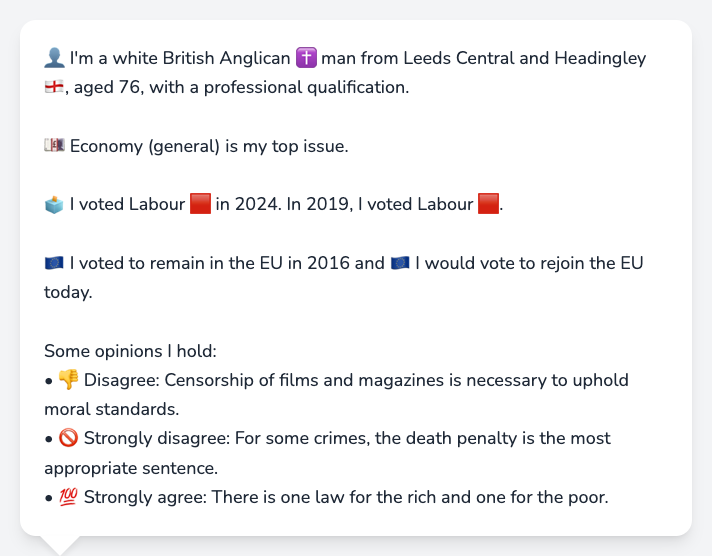 👤 I'm a white British Anglican ✝️ man from Leeds Central and Headingley
🏴󠁧󠁢󠁥󠁮󠁧󠁿, aged 76, with a professional qualification.
💷 Economy (general) is my top issue.
🗳️ I voted Labour 🟥 in 2024. In 2019, I voted Labour 🟥.
🇪🇺 I voted to remain in the EU in 2016 and 🇪🇺 I would vote to rejoin the EU
today.
Some opinions I hold:
• 👎 Disagree: Censorship of films and magazines is necessary to uphold
moral standards.
• 🚫 Strongly disagree: For some crimes, the death penalty is the most
appropriate sentence.
• 💯 Strongly agree: There is one law for the rich and one for the poor.